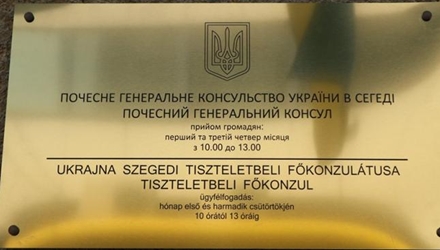 ПОЧЕСНЕ ГЕНЕРАЛЬНЕ КОНСУЛЬСТВО УКРАЇНИ В СЕГЕДІ
ПОЧЕСНИЙ ГЕНЕРАЛЬНИЙ КОНСУЛ
прийом громадян:
перший та третій четвер місяця
з 10.00 до 13.00
UKRAJNA SZEGEDI TISZTELETBELI FŐKONZULÁTUSA
TISZTELETBELI FŐKONZUL
ügyfélfogadás:
hónap első és harmadik csütörtökjén
10 órától 13 óráig